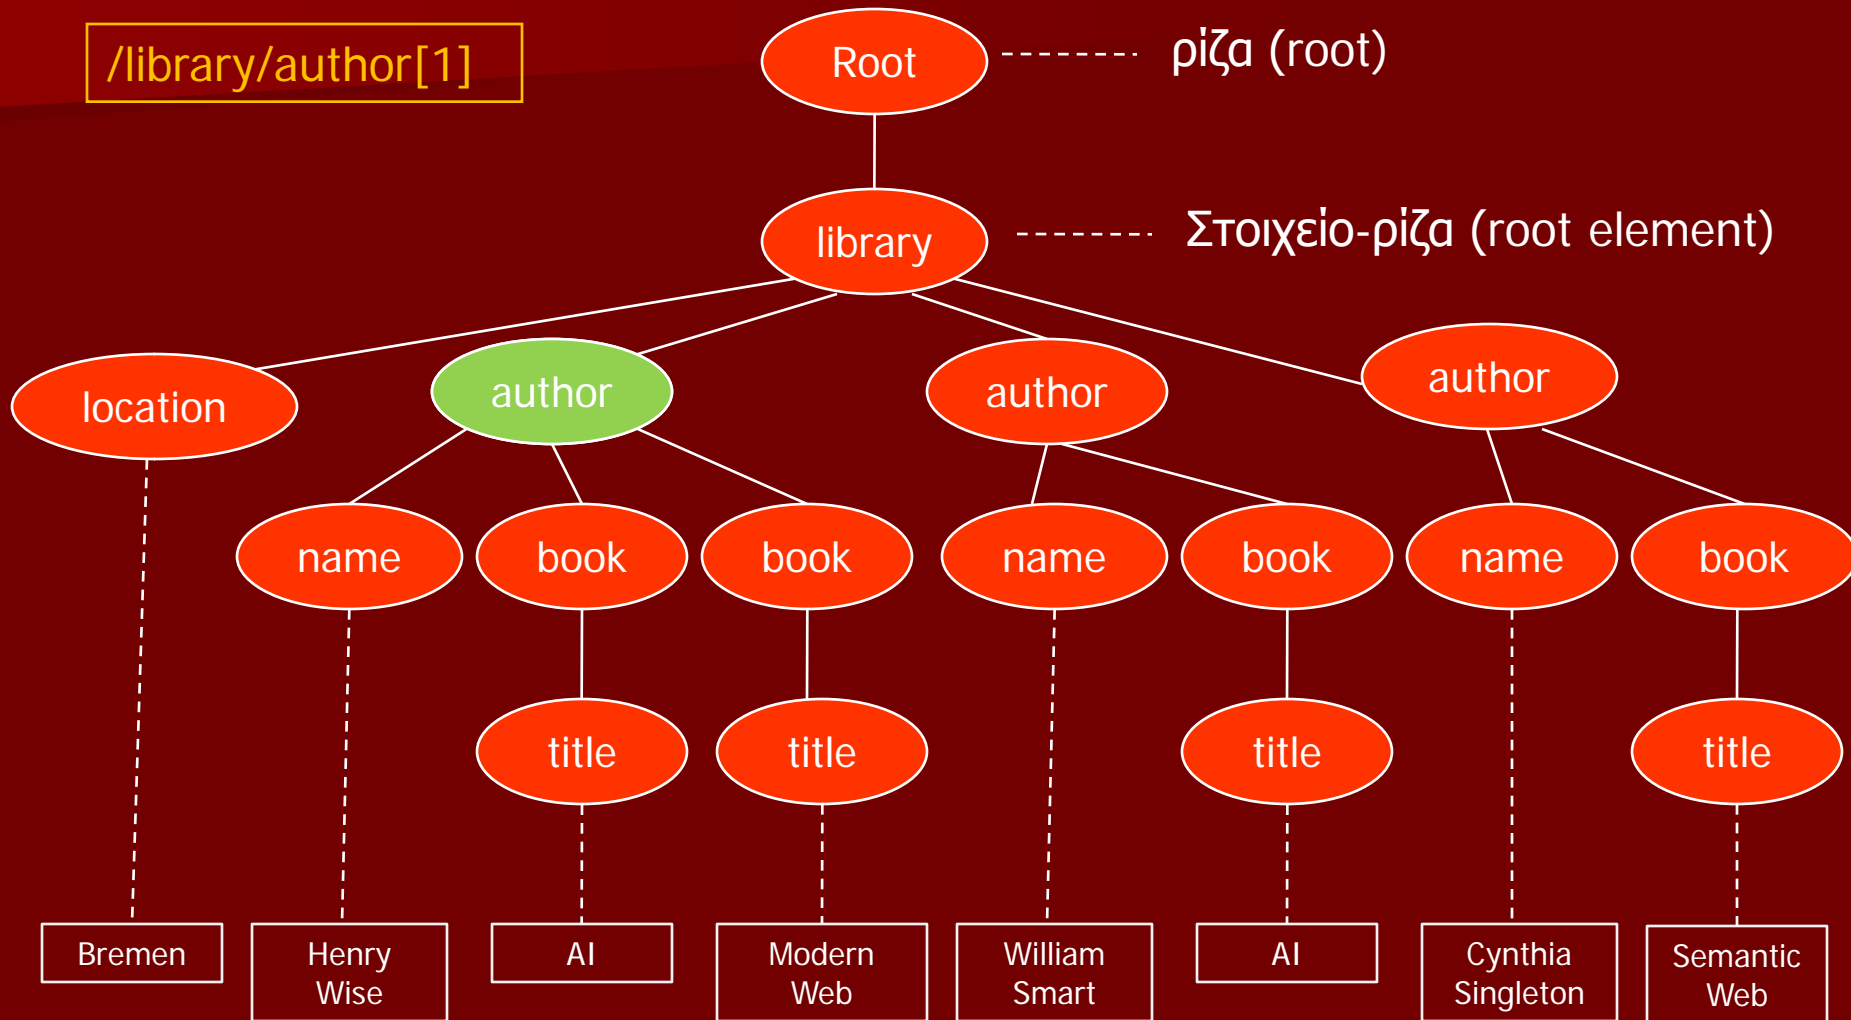 /library/author[1]
Root
ρίζα (root)
library
Στοιχείο-ρίζα (root element)
location
author
author
author
name
book
book
name
book
name
book
title
title
title
title
Bremen
Henry
Wise
AI
Modern
Web
William
Smart
AI
Cynthia
Singleton
Semantic
Web